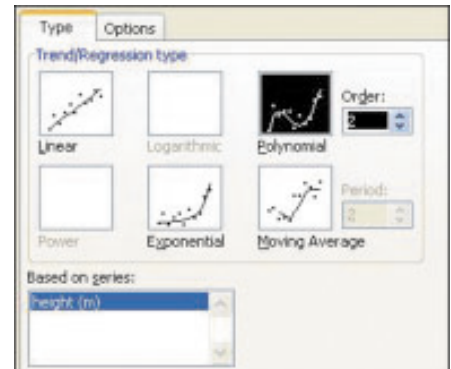 Type Options
Trend/Regression type
Order:
2
Linear Logarithmic Polynomial
Period:
2
Power Exponential Moving Average
Based on series:
height (m)